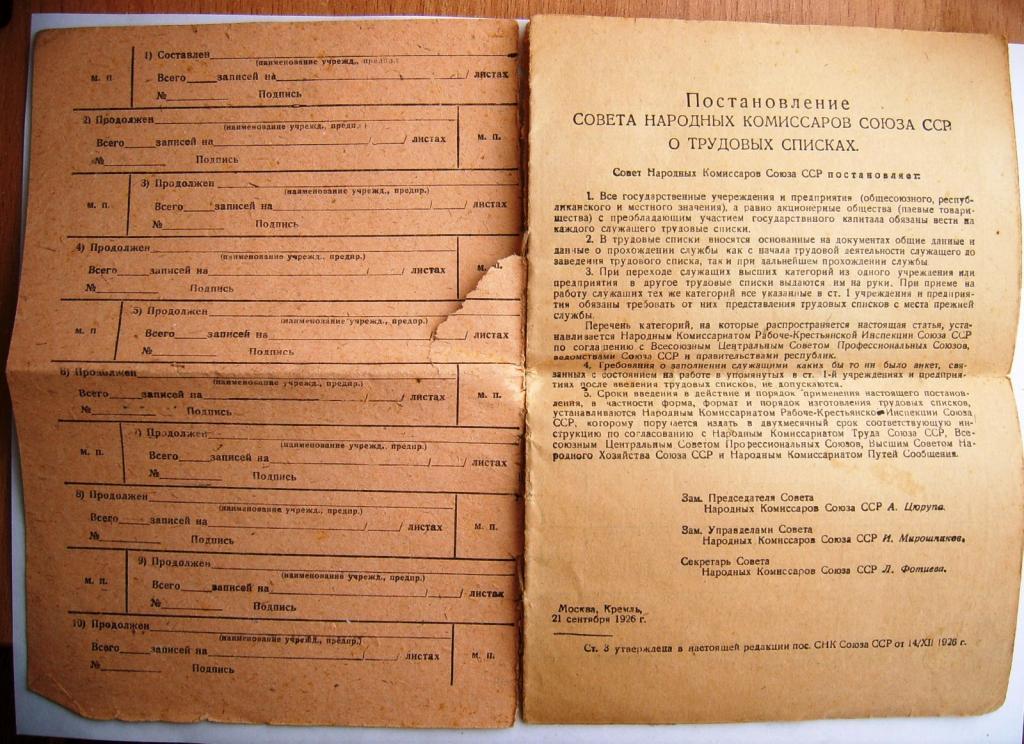 1) Составлен
(наименование учрежд., предпр.)
м. п
Всего записей на / листах
№ Подпись
2) Продолжен
(наименование учрежд., предп.)
Всего записей на / / листах
м. п.
№ Подпись
3) Продолжен
(наименование учрежд., предпр.)
м. п.
Всего записей на / / листах
№ Подпись
4) Продолжен
(наименование учрежд., предпр.)
Всего записей на / / листах
м. п.
№ Подпись
5) Продолжен
(наименование учрежд., предпр.)
м. п
Всего записей на / листах
№ Подпись
6) Продолжен
(наименование учрежд., предпр.)
Всего записей на / / листах
м. п.
№ Подпись
7) Продолжен
(наименование учрежд., предпр.)
м. п.
Всего записей на / / листах
№ Подпись
8) Продолжен
(наименование учрежд., предпр.)
Всего записей на / / листах
м. п.
№ Подпись
9) Продолжен
(наименование учрежд., предпр.)
м. п.
Всего записей на / / листах
№ Подпись
10) Продолжен
(наименование учрежд., предпр.)
Всего записей на / / листах
м. п.
№ Подпись
Постановление
СОВЕТА НАРОДНЫХ КОМИССАРОВ СОЮЗА ССР
О ТРУДОВЫХ СПИСКАХ.
Совет Народных Комиссаров Союза ССР постановляет:
1. Все государственные учереждения и предприятия (общесоюзного, респуб-
ликанского и местного значения), а равно акционерные общества (паевые товари-
щества) с преобладающим участием государствнного капитала обязаны вести на
каждого служащего трудовые списки.
2. В трудовые списки вносятся основанные на документах общие данные и
данные о прохождении службы как с начала трудовой деятельности служащего до
заведения трудового списка, так и при дальнейшем прохождении службы
3. При переходе служащих высших категорий из одного учреждения или
предприятия в другое трудовые списки выдаются им на руки. При приеме на
работу служащих тех же категорий все указанные в ст. 1 учреждения и предприя-
тия обязаны требовать от них представления трудовых списков с места прежней
службы.
Перечень категорий, на которые распространяется настоящая статья, уста-
навливается Народным Комиссариатом Рабоче-Крестьянской Инспекции Союза ССР
по соглашению с Всесоюзным Центральным Советом Профессиональных Союзов,
ведомствами Союза ССР и правительствами республик.
4. Требования о заполнении служащими каких бы то ни было анкет, свя-
занных с состоянием на работе в упомянутых в ст. 1-й учреждениях и предприя-
тиях после введения трудовых списков, не допускаются.
5. Сроки введения в действие и порядок применения настоящего постанов-
ления, в частности форма, формат и порядок изготовления трудовых списков,
устанавливаются Народным Комиссариатом Рабоче-Крестьянской Инспекции Союза
ССР, которому поручается издать в двухмесячный срок соответствующую ин-
струкцию по согласованию с Народным Комиссариатом Труда Союза ССР, Все-
союзным Центральным Советом Профессиональных Союзов, Высшим Советом На-
родного Хозяйства Союза ССР и Народным Комиссариатом Путей Сообщения.
Зам. Председателя Совета
Народных Комиссаров Союза ССР А. Цюрупа.
Зам. Управделами Совета
Народных Комиссаров Союза ССР И. Мирошников.
Секретарь Совета
Народных Комиссаров Союза ССР Л. Фотиева.
Москва, Кремль,
21 сентября 1926 г.
Ст. 3 утверждена в настоящей редакции пос. СНК Союза ССР от 14/XII 1926 г.